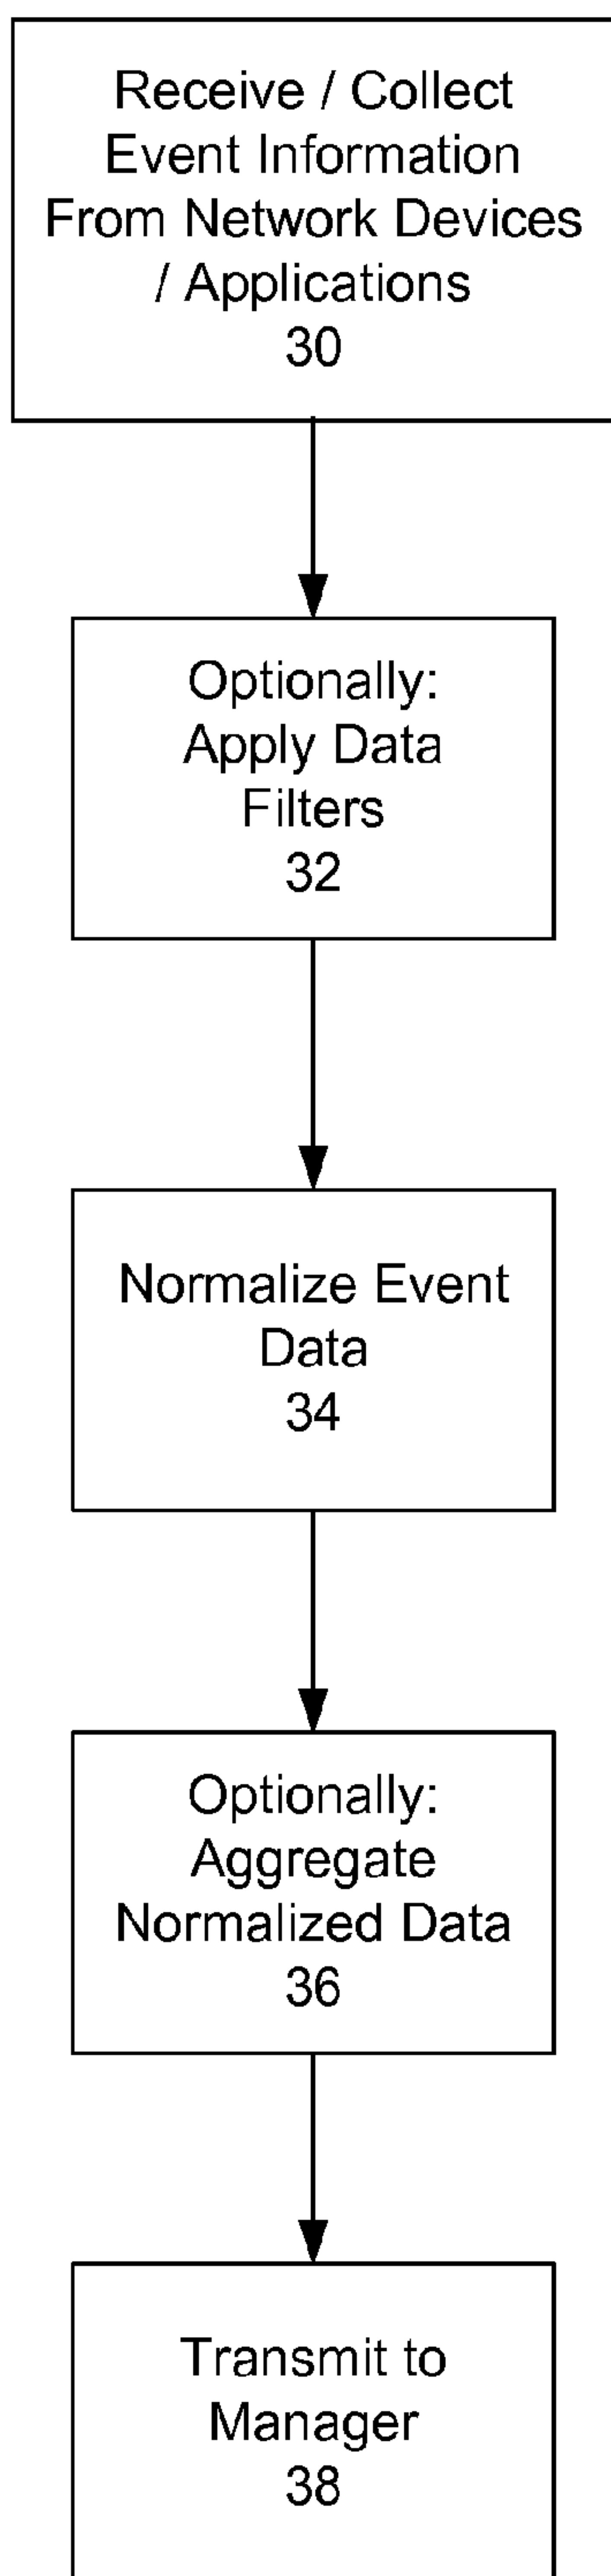 Receive / Collect
Event Information
From Network Devices
/ Applications
30
Optionally:
Apply Data
Filters
32
Normalize Event
Data
34
Optionally:
Aggregate
Normalized Data
36
Transmit to
Manager
38